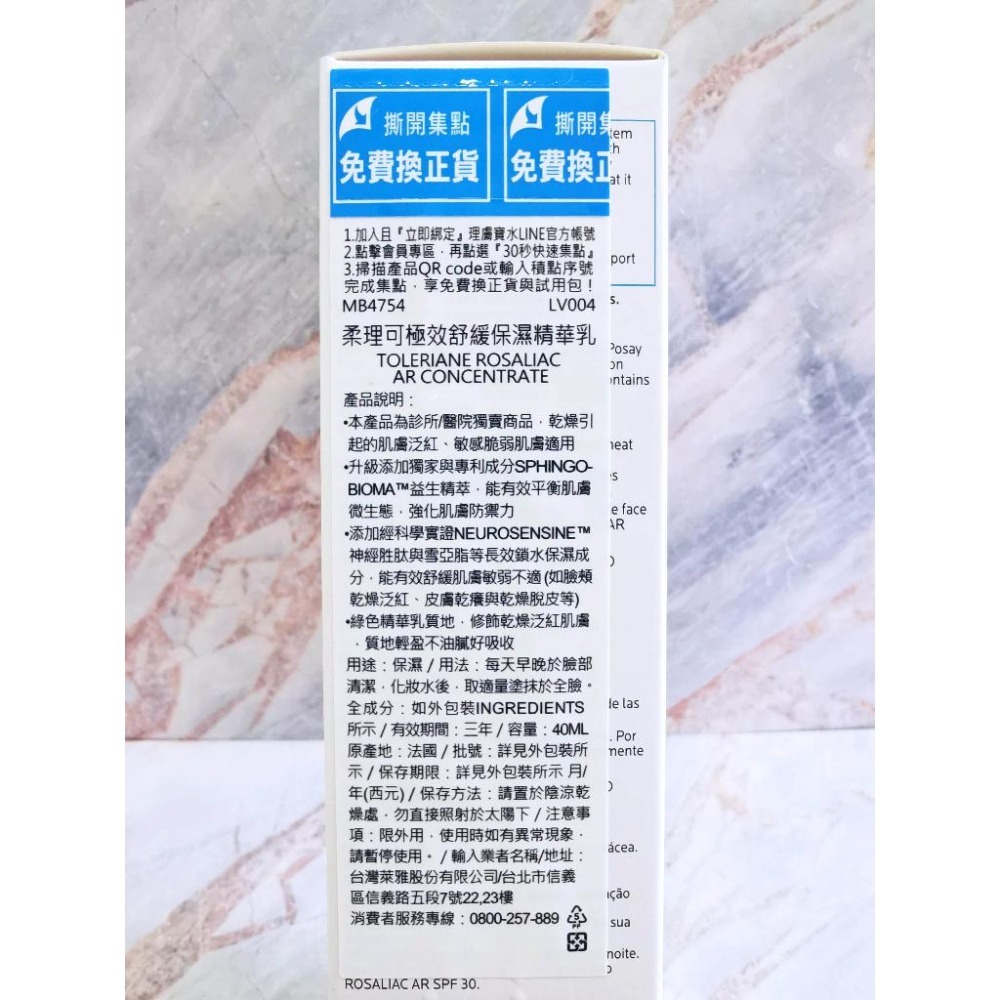 撕開集點
免費換正貨
撕開集
免費換正
1.加入且『立即綁定』理膚寶水LINE官方帳號
2.點擊會員專區，再點選『30秒快速集點』
3.掃描產品QR code或輸入積點序號
完成集點，享免費換正貨與試用包！
MB4754 LV004
柔理可極效舒緩保濕精華乳
TOLERIANE ROSALIAC
AR CONCENTRATE
產品說明：
•本產品為診所/醫院獨賣商品，乾燥引
起的肌膚泛紅、敏感脆弱肌膚適用
•升級添加獨家與專利成分SPHINGO-
BIOMA™益生精萃，能有效平衡肌膚
微生態，強化肌膚防禦力
•添加經科學實證NEUROSENSINE™
神經胜肽與雪亞脂等長效鎖水保濕成
分，能有效舒緩肌膚敏弱不適(如臉頰
乾燥泛紅、皮膚乾癢與乾燥脫皮等)
•綠色精華乳質地，修飾乾燥泛紅肌膚
，質地輕盈不油膩好吸收
用途：保濕/用法：每天早晚於臉部
清潔，化妝水後，取適量塗抹於全臉。
全成分：如外包裝INGREDIENTS
所示/有效期間：三年/容量：40ML
原產地：法國/批號：詳見外包裝所
示/保存期限：詳見外包裝所示 月/
年(西元)/保存方法：請置於陰涼乾
燥處，勿直接照射於太陽下/注意事
項：限外用，使用時如有異常現象，
請暫停使用。/輸入業者名稱/地址：
台灣萊雅股份有限公司/台北市信義
區信義路五段7號22,23樓
消費者服務專線：0800-257-889
5
PP
ROSALIAC AR SPF 30.
tem
th
at it
port
s.
Posay
on
ontains
heat
es
e face
AR
de las
. Por
mente
ácea.
ção
sua
noite.